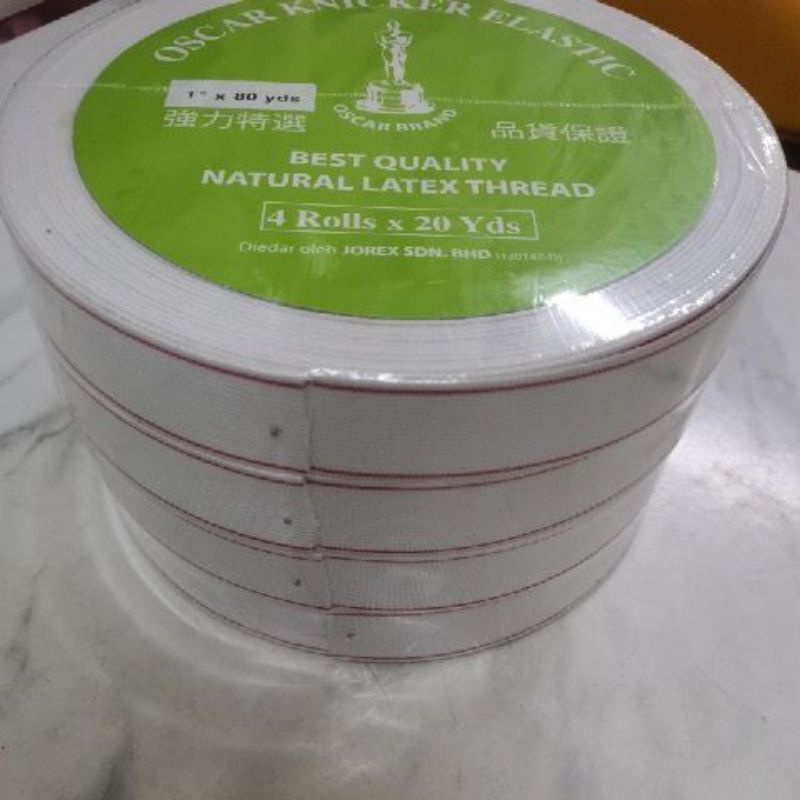 OSCAR KNICKER ELASTIC
1" x 80 yds
OSCAR BRAND
強力特選
品貨保證
BEST QUALITY
NATURAL LATEX THREAD
4 Rolls x 20 Yds
Diedar oleh JOREX SDN. BHD